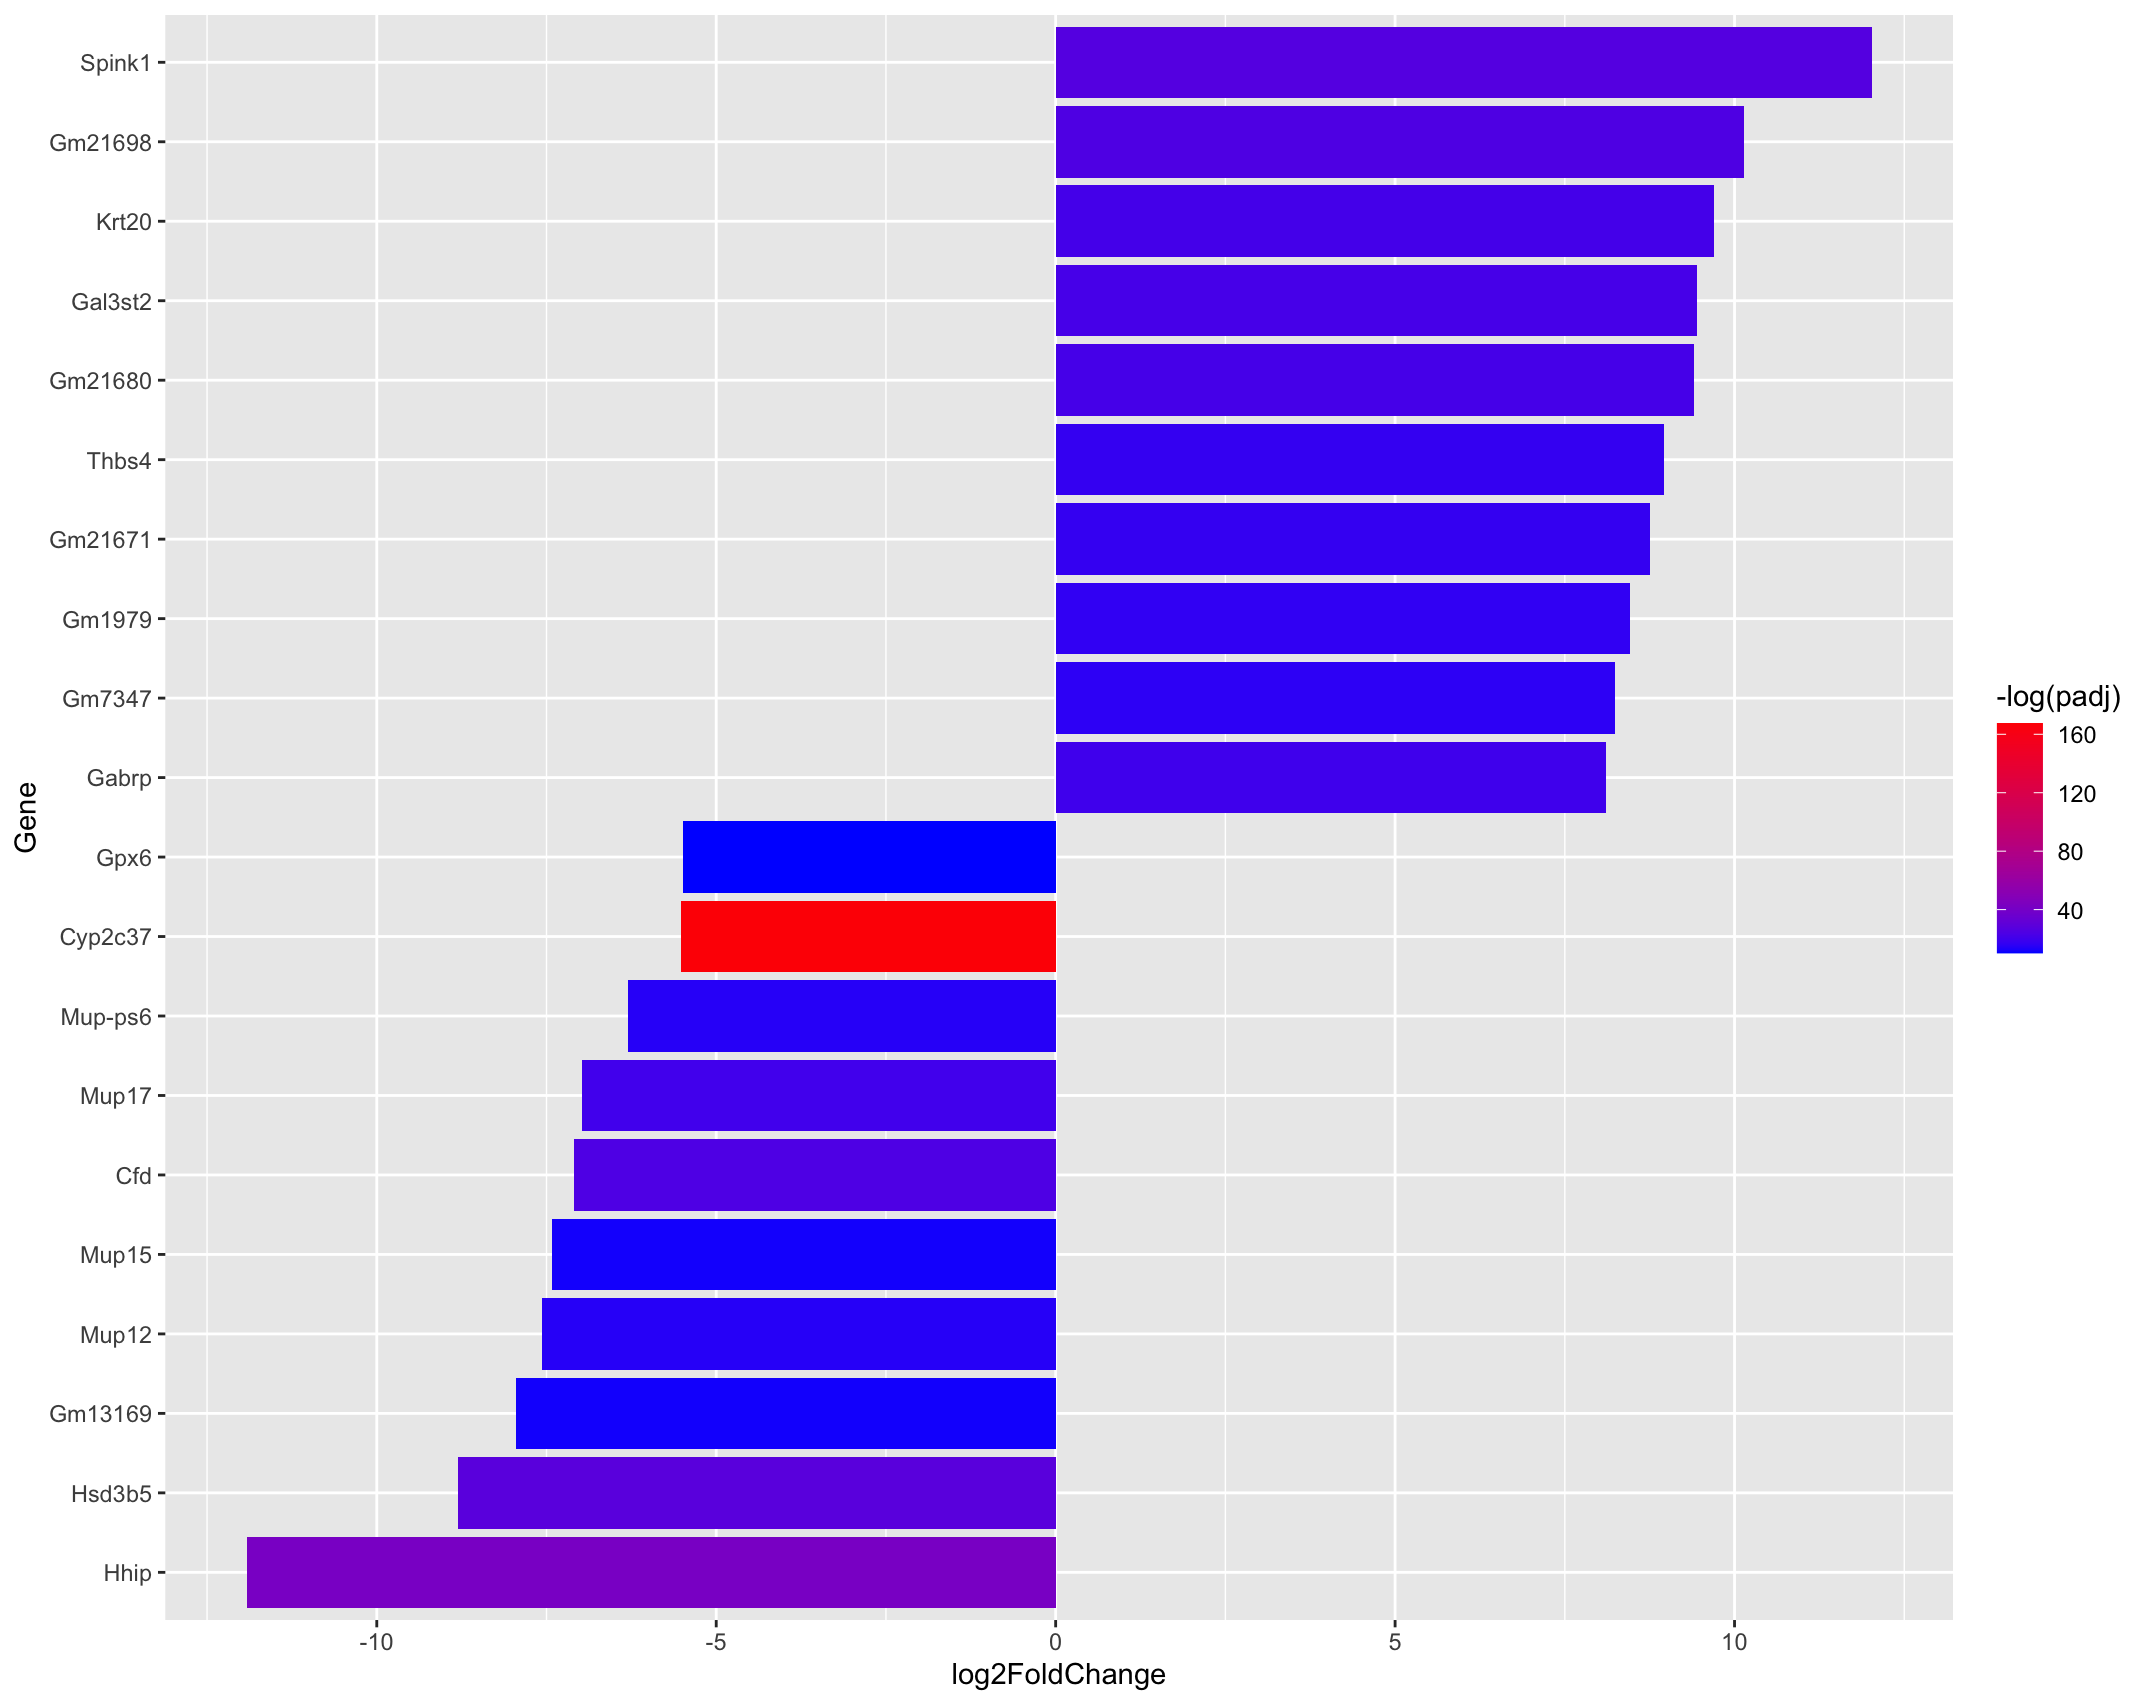 Spink1
Gm21698
Krt20
Gal3st2
Gm21680
Thbs4
Gm21671
Gm1979
Gm7347
Gabrp
Gpx6
Cyp2c37
Mup-ps6
Mup17
Cfd
Mup15
Mup12
Gm13169
Hsd3b5
Hhip
Gene
-10 -5 0 5 10
log2FoldChange
-log(padj)
160
120
80
40